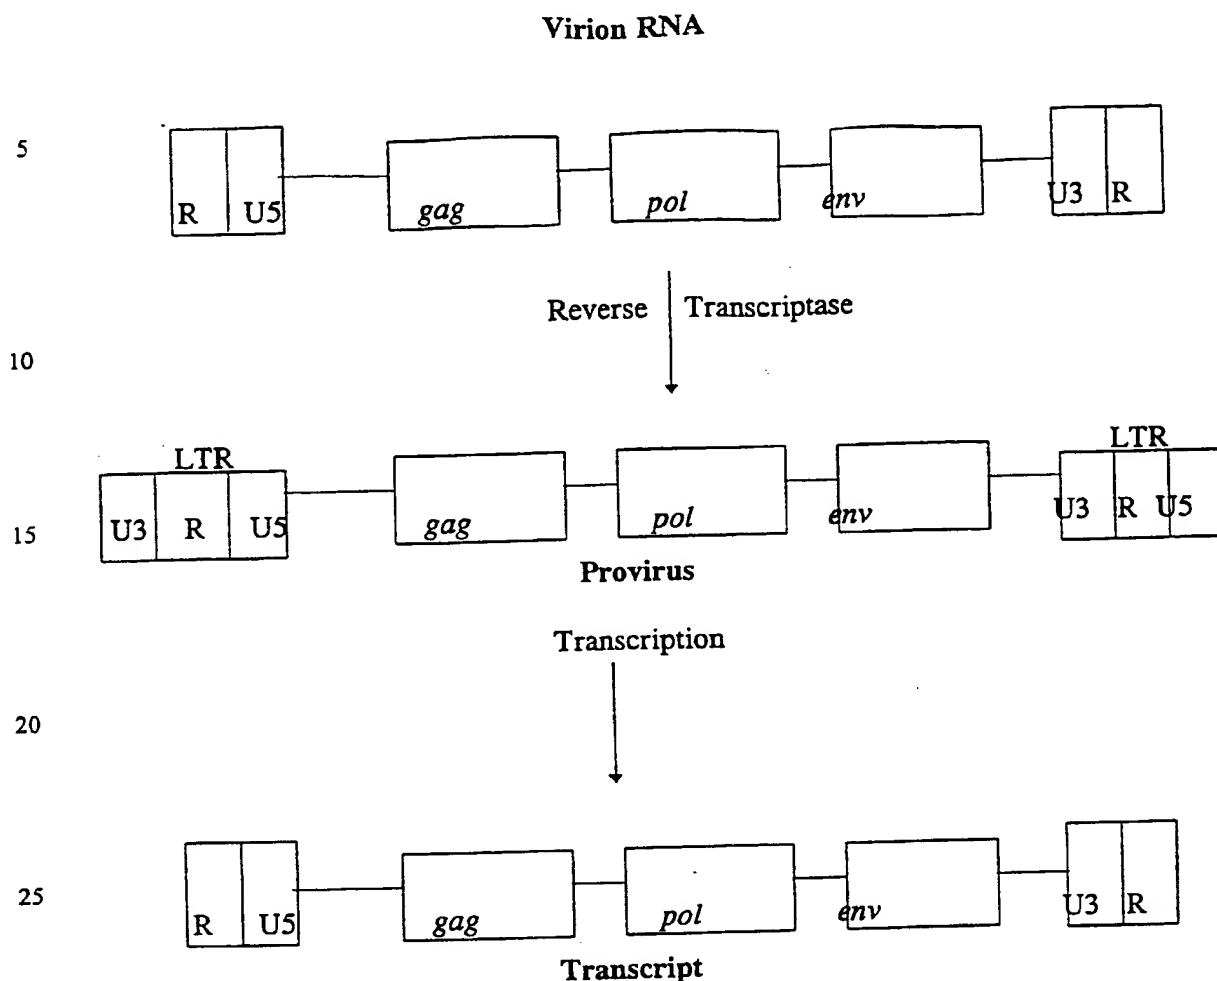 Virion RNA
5
R U5 gag pol env U3 R
Reverse Transcriptase
10
LTR LTR
15
U3 R U5 gag pol env U3 R U5
Provirus
Transcription
20
25
R U5 gag pol env U3 R
Transcript